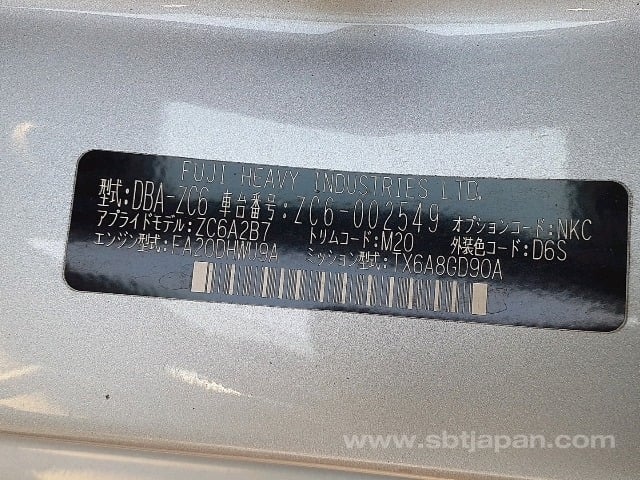 FUJI HEAVY INDUSTRIES LTD.
型式:DBA-ZC6 車台番号:ZC6-002549 オプションコード:NKC
アプライドモデル:ZC6A2B7 トリムコード:M20 外装色コード:D6S
エンジン型式:FA20DHWU9A ミッション型式:TX6A8GD90A
www.sbtjapan.com